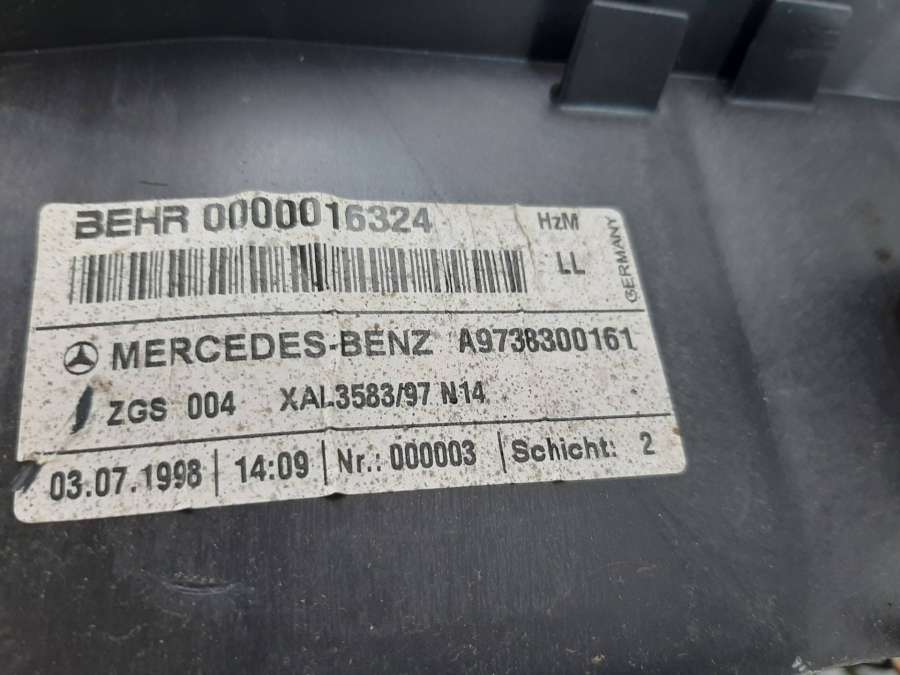 BEHR 0000016324 HzM
LL
GERMANY
MERCEDES-BENZ A9738300161
ZGS 004 XAL3583/97 N14
03.07.1998 14:09 Nr.: 000003 Schicht: 2